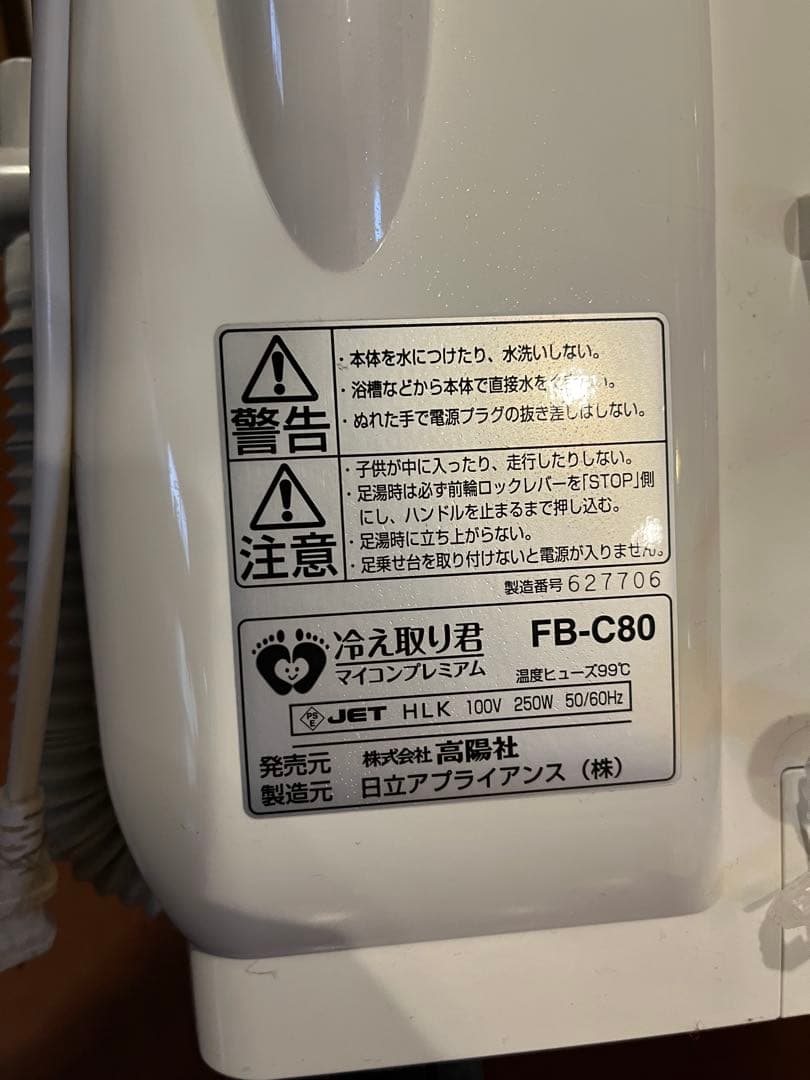 警告
・本体を水につけたり、水洗いしない。
・浴槽などから本体で直接水を
・ぬれた手で電源プラグの抜き差しはしない。
注意
・子供が中に入ったり、走行したりしない。
・足湯時は必ず前輪ロックレバーを「STOP」側
にし、ハンドルを止まるまで押し込む。
・足湯時に立ち上がらない。
・足乗せ台を取り付けないと電源が入りません。
製造番号 627706
冷え取り君 FB-C80
マイコンプレミアム 温度ヒューズ99℃
PSE JET HLK 100V 250W 50/60Hz
発売元 株式会社 高陽社
製造元 日立アプライアンス（株）